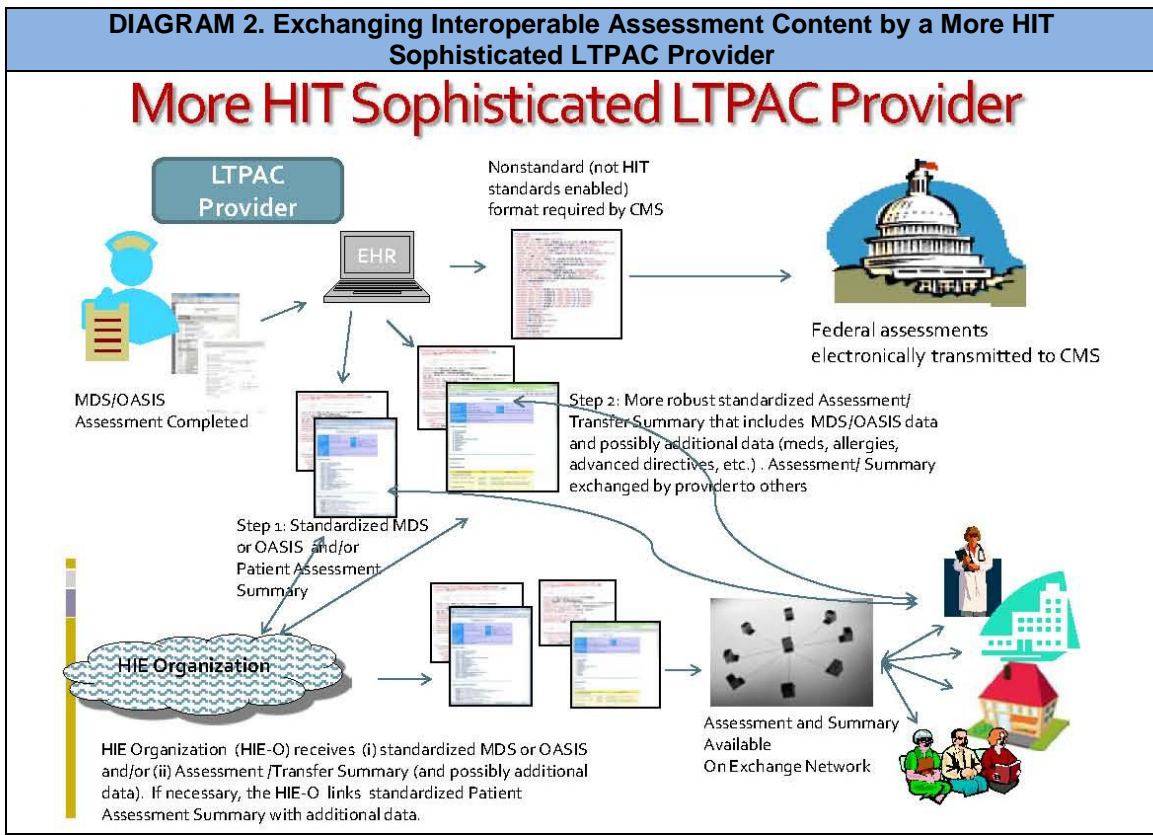 DIAGRAM 2. Exchanging Interoperable Assessment Content by a More HIT
Sophisticated LTPAC Provider
More HIT Sophisticated LTPAC Provider
LTPAC
Provider
EHR
Nonstandard (not HIT
standards enabled)
format required by CMS
Federal assessments
electronically transmitted to CMS
MDS/OASIS
Assessment Completed
Step 2: More robust standardized Assessment/
Transfer Summary that includes MDS/OASIS data
and possibly additional data (meds, allergies,
advanced directives, etc.) . Assessment/ Summary
exchanged by provider to others
Step 1: Standardized MDS
or OASIS and/or
Patient Assessment
Summary
HIE Organization
Assessment and Summary
Available
On Exchange Network
HIE Organization (HIE-O) receives (i) standardized MDS or OASIS
and/or (ii) Assessment /Transfer Summary (and possibly additional
data). If necessary, the HIE-O links standardized Patient
Assessment Summary with additional data.